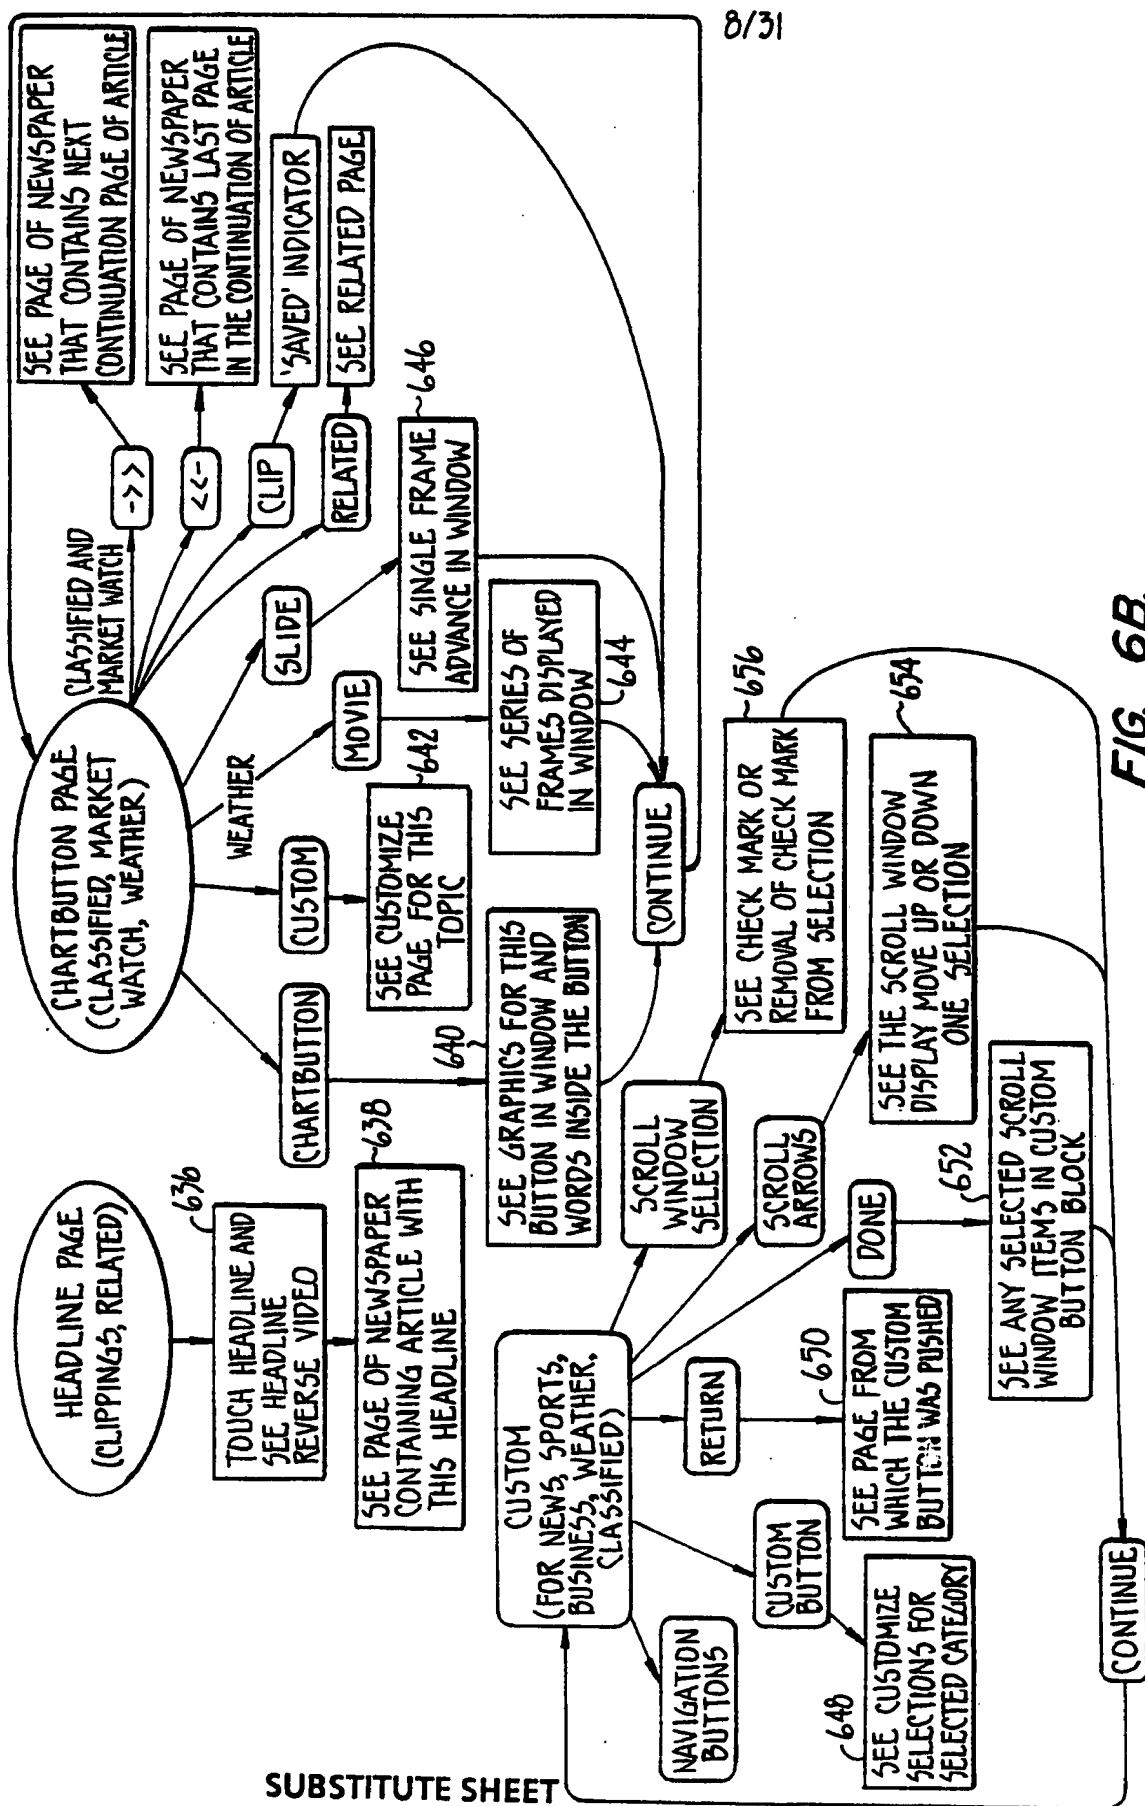 8/31
HEADLINE PAGE
(CLIPPINGS, RELATED)
636
TOUCH HEADLINE AND
SEE HEADLINE
REVERSE VIDEO
638
SEE PAGE OF NEWSPAPER
CONTAINING ARTICLE WITH
THIS HEADLINE
CHARTBUTTON PAGE
(CLASSIFIED, MARKET
WATCH, WEATHER)
CHARTBUTTON
640
SEE GRAPHICS FOR THIS
BUTTON IN WINDOW AND
WORDS INSIDE THE BUTTON
CUSTOM
642
SEE CUSTOMIZE
PAGE FOR THIS
TOPIC
WEATHER
MOVIE
SEE SERIES OF
FRAMES DISPLAYED
IN WINDOW
644
SLIDE
646
SEE SINGLE FRAME
ADVANCE IN WINDOW
CLASSIFIED AND
MARKET WATCH
->>
SEE PAGE OF NEWSPAPER
THAT CONTAINS NEXT
CONTINUATION PAGE OF ARTICLE
<<-
SEE PAGE OF NEWSPAPER
THAT CONTAINS LAST PAGE
IN THE CONTINUATION OF ARTICLE
CLIP
'SAVED' INDICATOR
RELATED
SEE RELATED PAGE
CONTINUE
CUSTOM
(FOR NEWS, SPORTS,
BUSINESS, WEATHER,
CLASSIFIED)
NAVIGATION
BUTTONS
CUSTOM
BUTTON
648
SEE CUSTOMIZE
SELECTIONS FOR
SELECTED CATEGORY
RETURN
650
SEE PAGE FROM
WHICH THE CUSTOM
BUTTON WAS PUSHED
DONE
652
SEE ANY SELECTED SCROLL
WINDOW ITEMS IN CUSTOM
BUTTON BLOCK
SCROLL
ARROWS
654
SEE THE SCROLL WINDOW
DISPLAY MOVE UP OR DOWN
ONE SELECTION
SCROLL
WINDOW
SELECTION
656
SEE CHECK MARK OR
REMOVAL OF CHECK MARK
FROM SELECTION
CONTINUE
FIG. 6B.
SUBSTITUTE SHEET